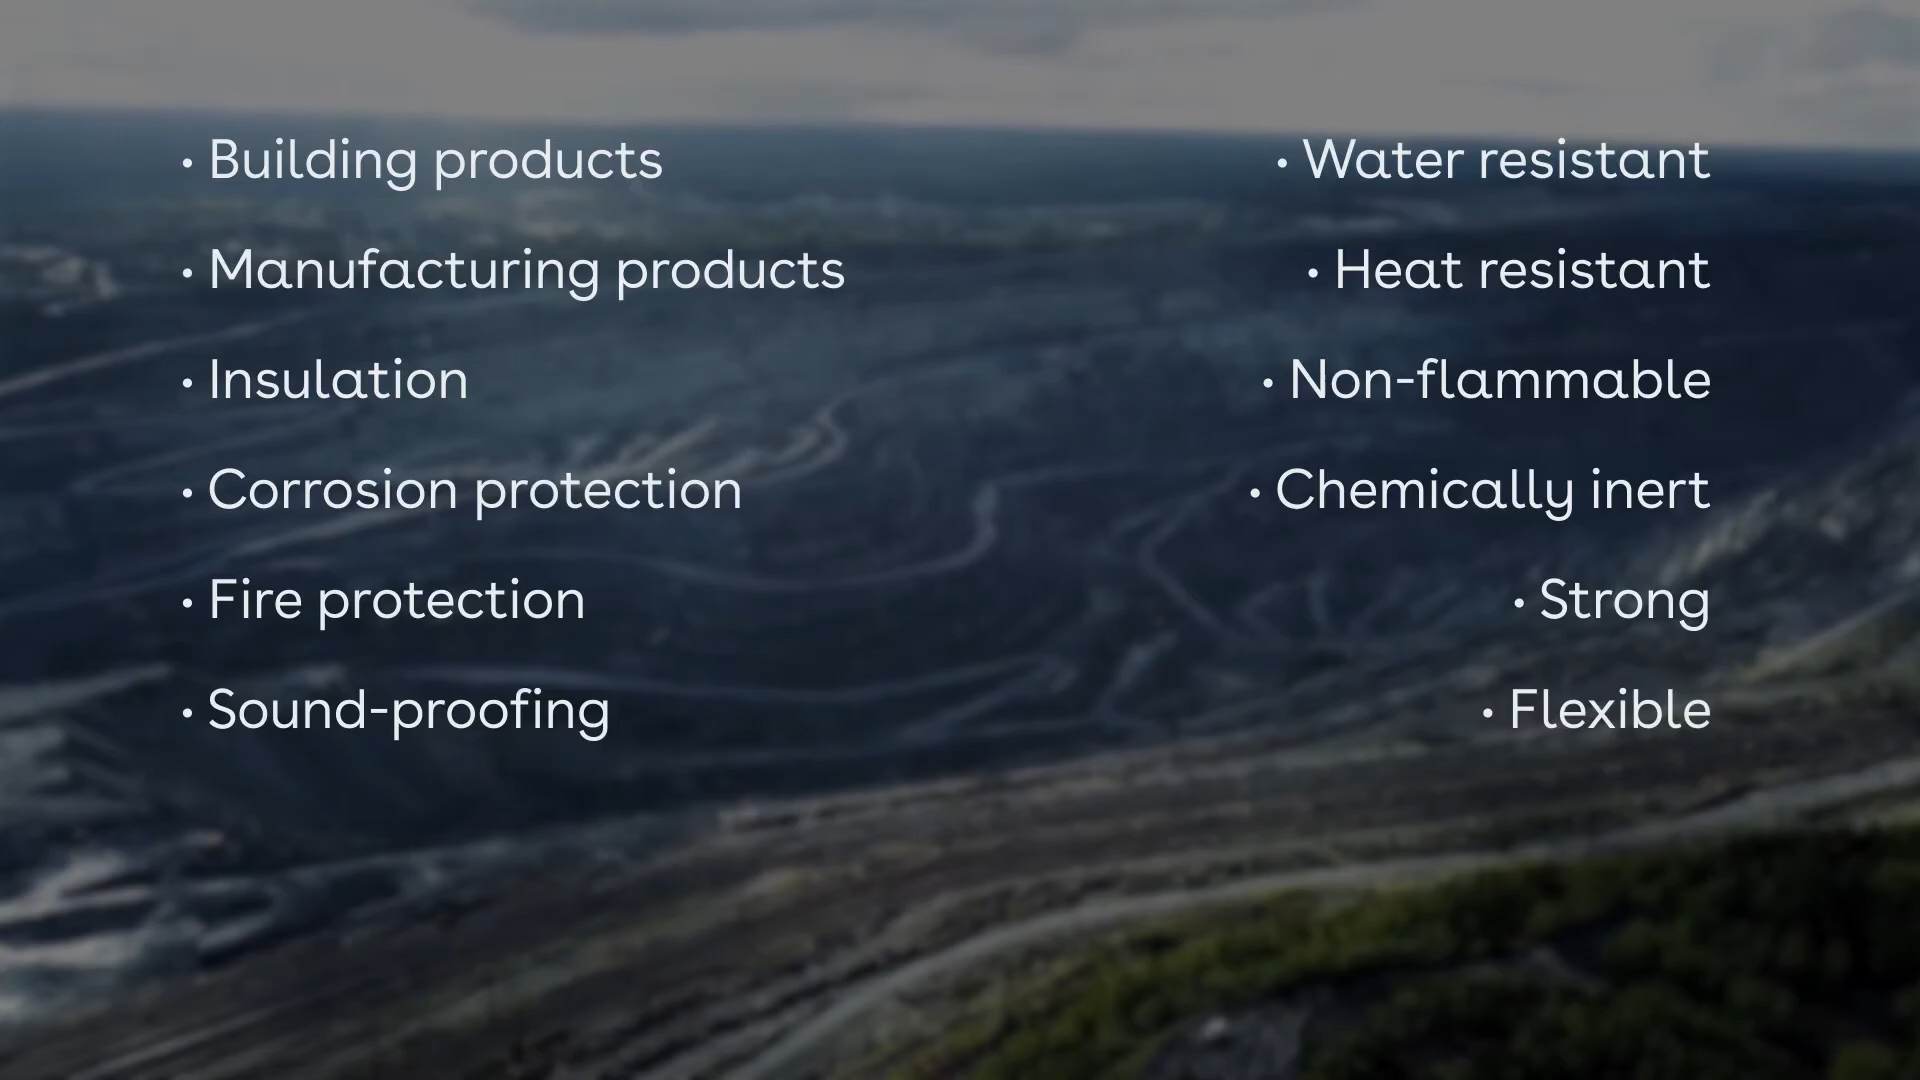 • Building products
• Manufacturing products
• Insulation
• Corrosion protection
• Fire protection
• Sound-proofing
• Water resistant
• Heat resistant
• Non-flammable
• Chemically inert
• Strong
• Flexible